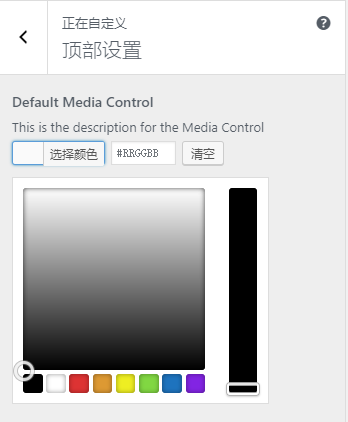 正在自定义
?
顶部设置
Default Media Control
This is the description for the Media Control
选择颜色 #RRGGBB 清空